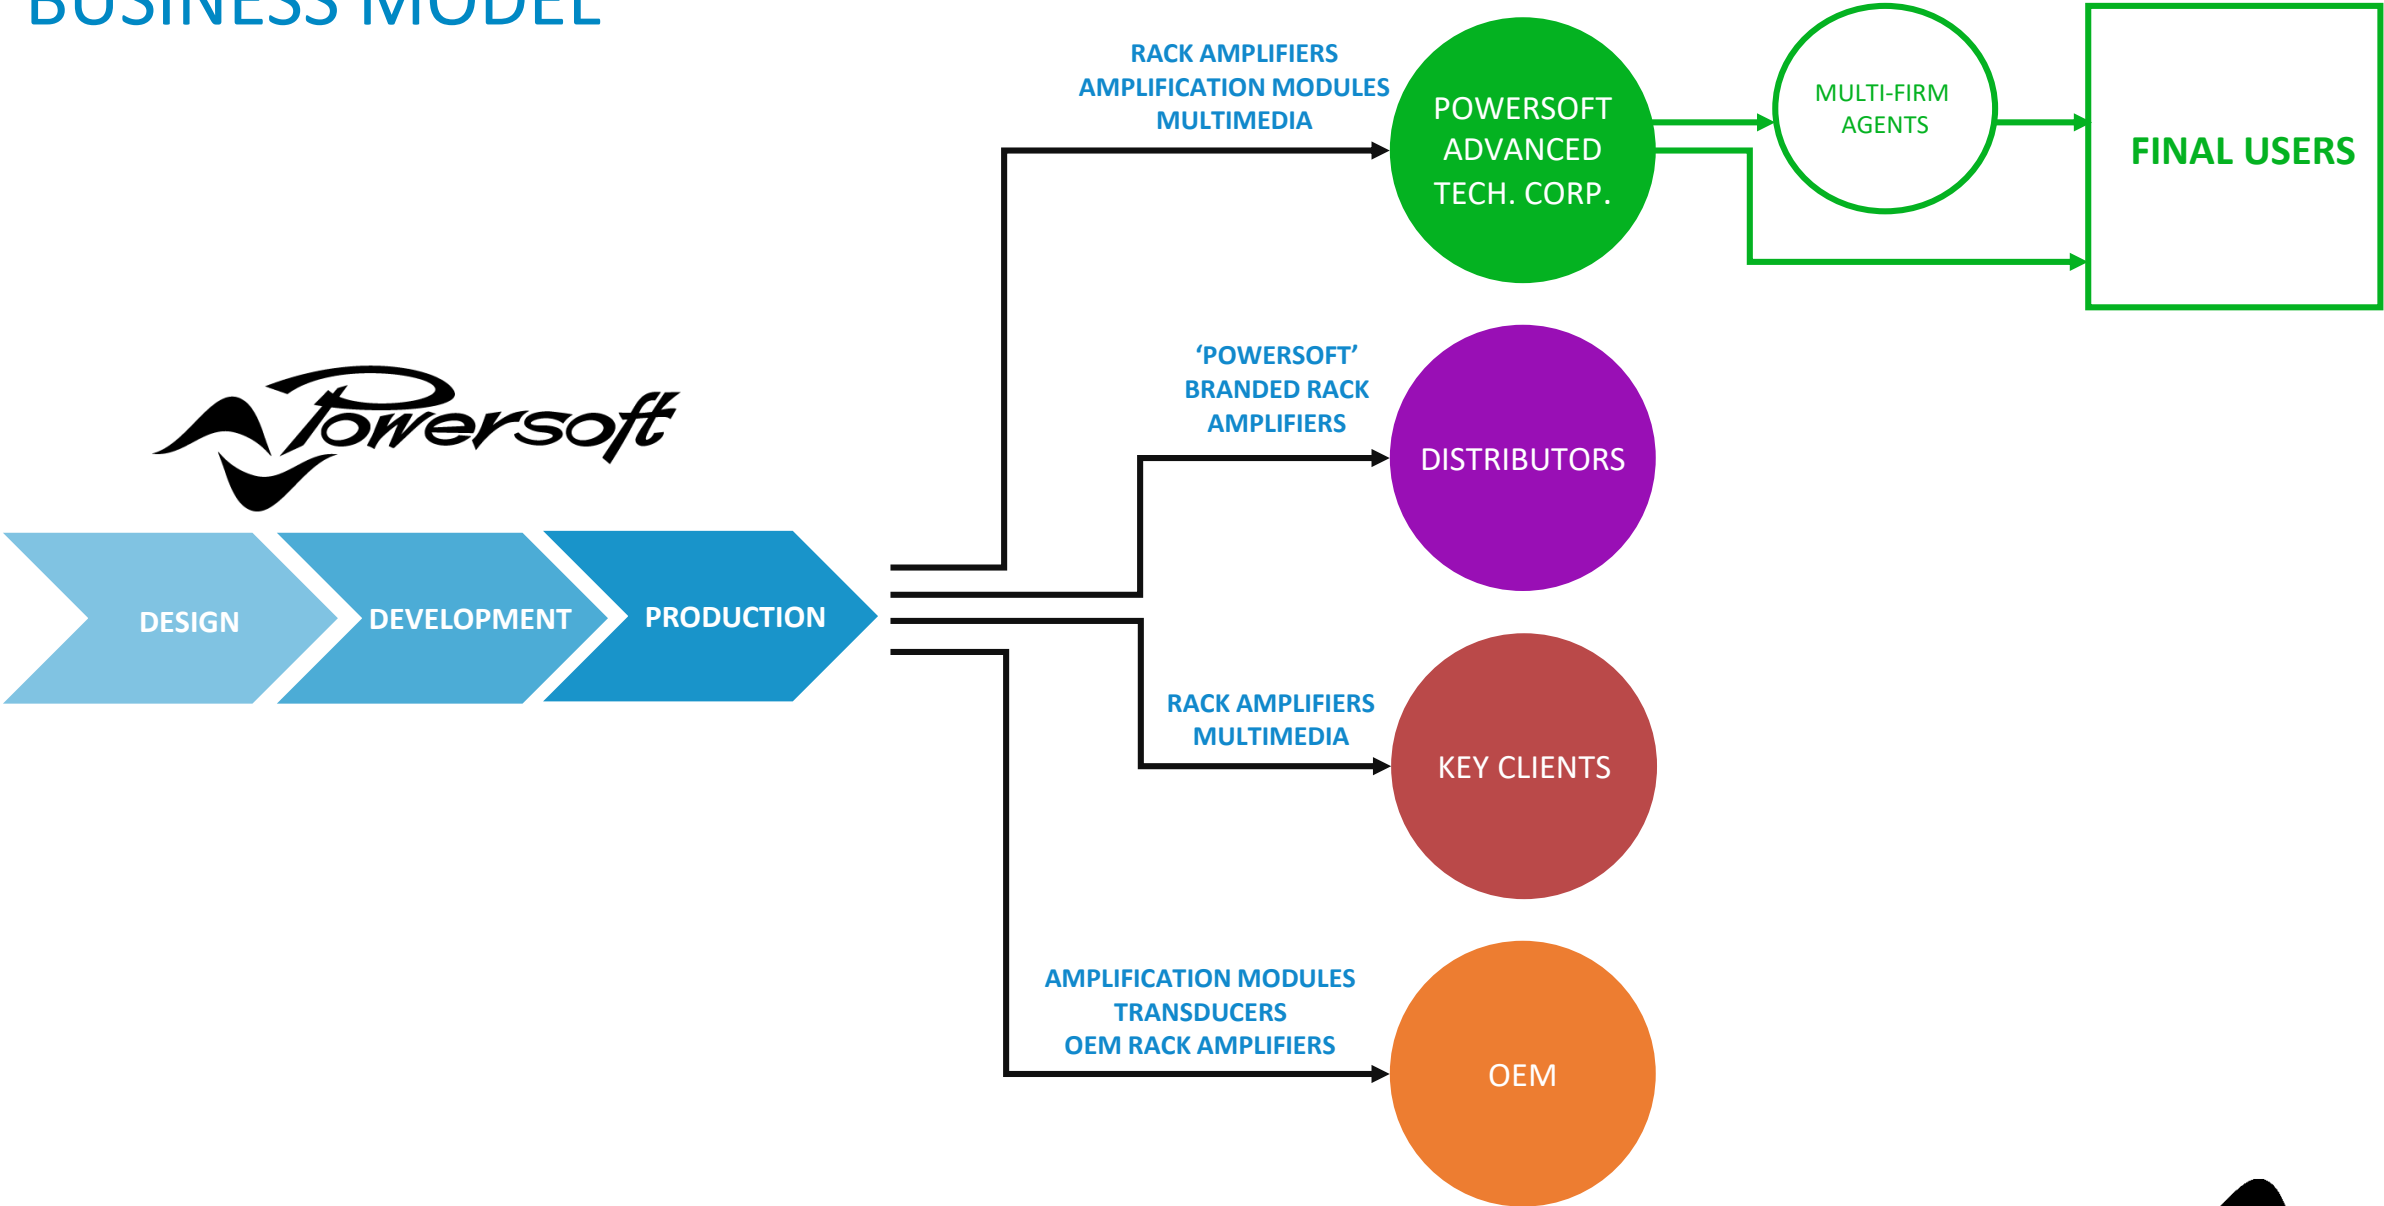 BUSINESS MODEL
RACK AMPLIFIERS
AMPLIFICATION MODULES
MULTIMEDIA
POWERSOFT
ADVANCED
TECH. CORP.
MULTI-FIRM
AGENTS
FINAL USERS
‘POWERSOFT’
BRANDED RACK
AMPLIFIERS
DISTRIBUTORS
Powersoft
DESIGN
DEVELOPMENT
PRODUCTION
RACK AMPLIFIERS
MULTIMEDIA
KEY CLIENTS
AMPLIFICATION MODULES
TRANSDUCERS
OEM RACK AMPLIFIERS
OEM